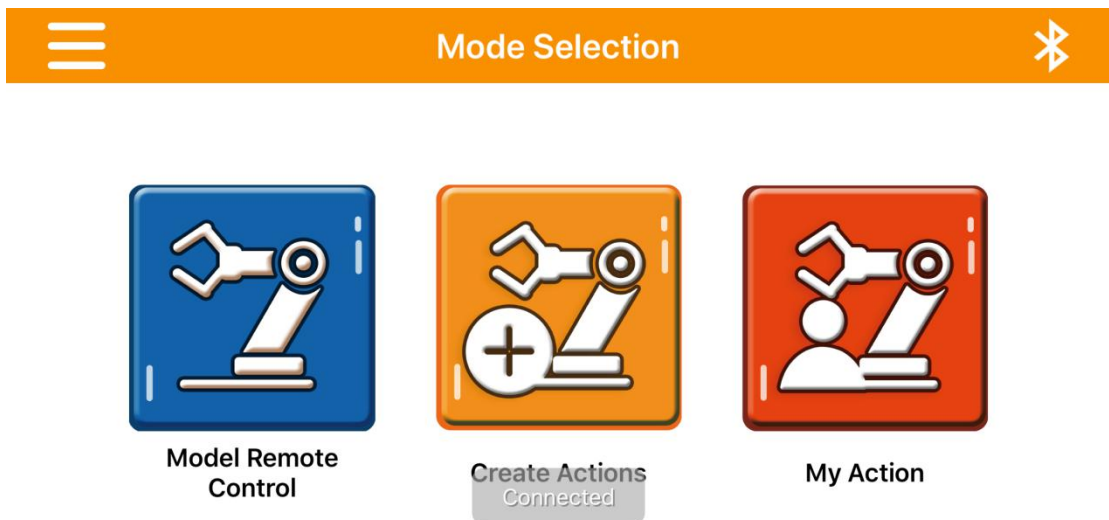 Mode Selection
Model Remote
Control
Create Actions
My Action
Connected